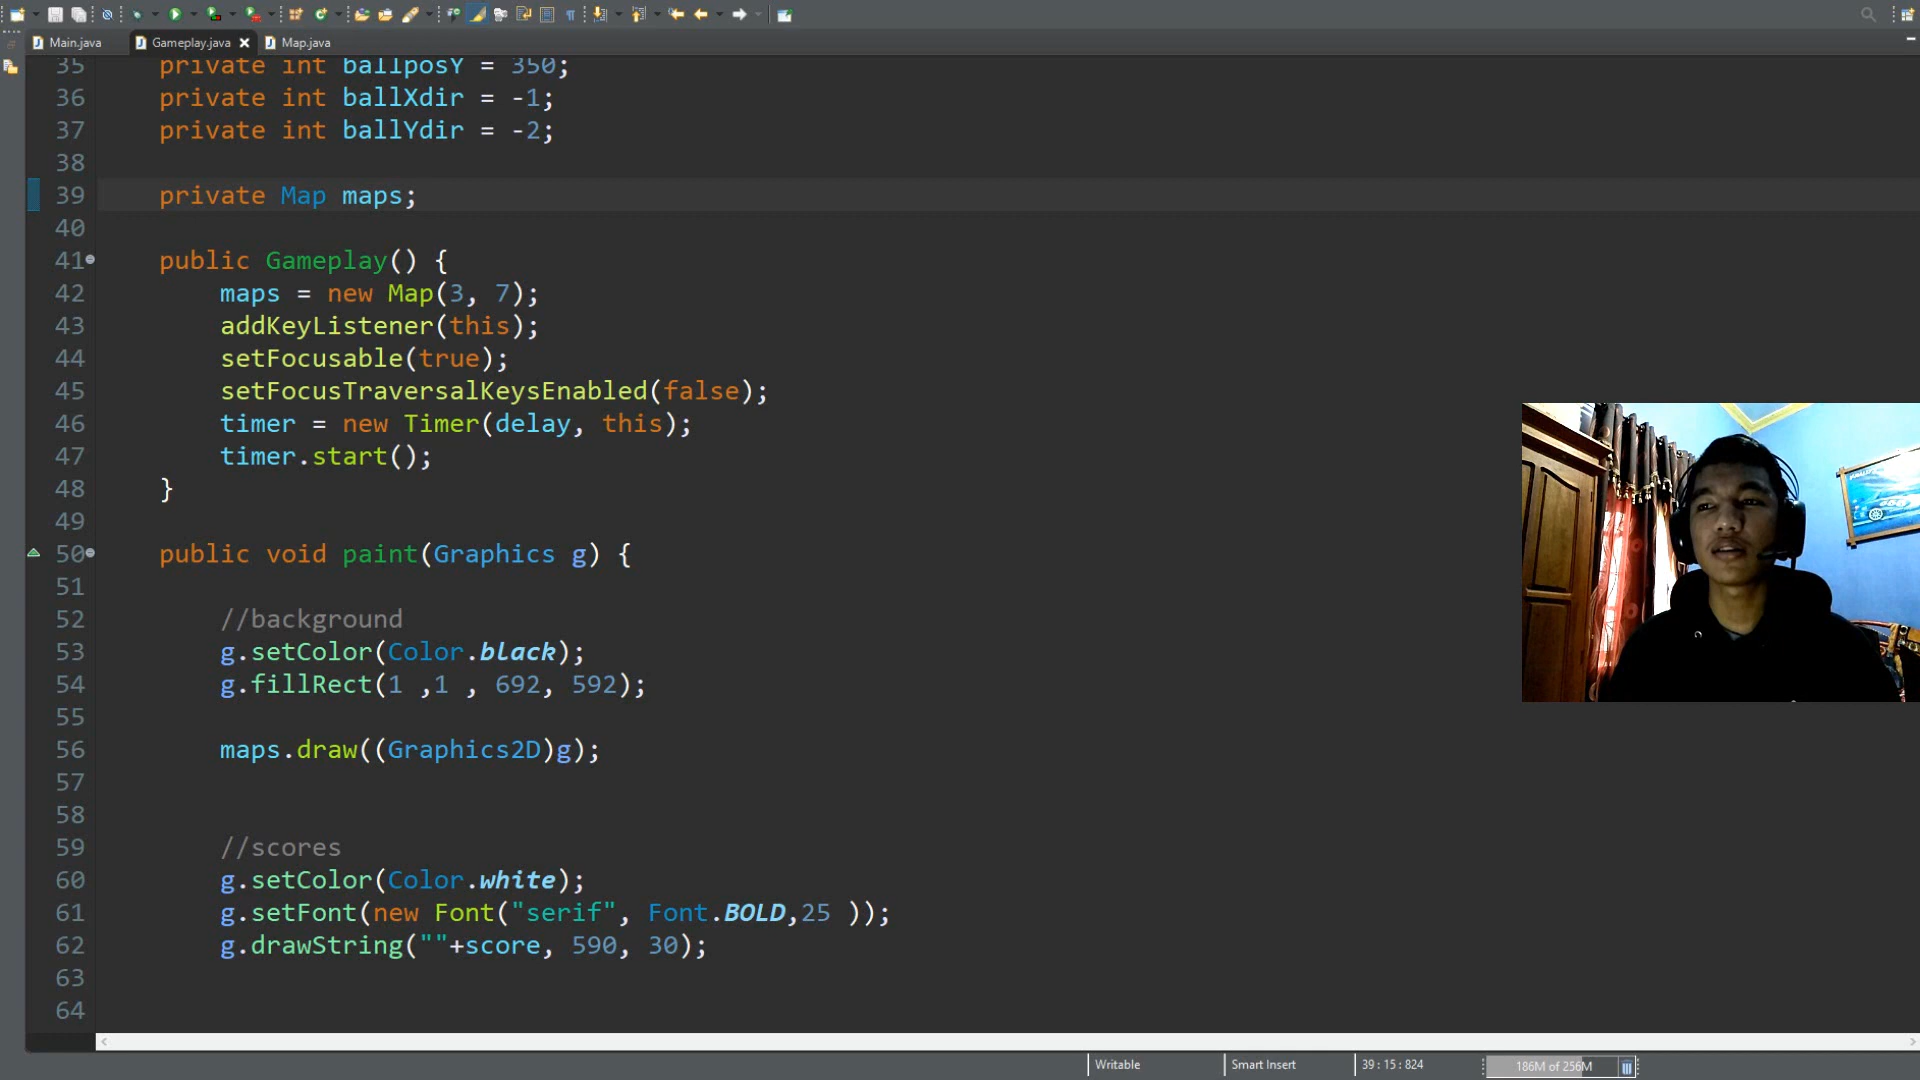 Main.java
Gameplay.java
Map.java
35 private int ballposY = 350;
36 private int ballXdir = -1;
37 private int ballYdir = -2;
38
39 private Map maps;
40
41 public Gameplay() {
42 maps = new Map(3, 7);
43 addKeyListener(this);
44 setFocusable(true);
45 setFocusTraversalKeysEnabled(false);
46 timer = new Timer(delay, this);
47 timer.start();
48 }
49
50 public void paint(Graphics g) {
51
52 //background
53 g.setColor(Color.black);
54 g.fillRect(1 ,1 , 692, 592);
55
56 maps.draw((Graphics2D)g);
57
58
59 //scores
60 g.setColor(Color.white);
61 g.setFont(new Font("serif", Font.BOLD,25 ));
62 g.drawString(""+score, 590, 30);
63
64
Writable
Smart Insert
39 : 15 : 824
186M of 256M